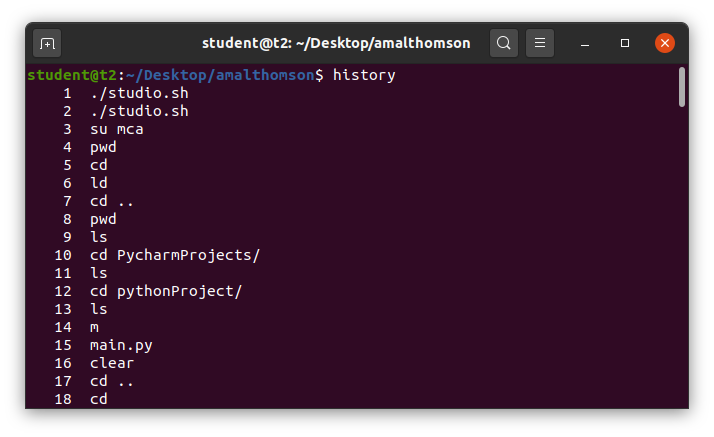 student@t2: ~/Desktop/amalthomson
student@t2:~/Desktop/amalthomson$ history
1 ./studio.sh
2 ./studio.sh
3 su mca
4 pwd
5 cd
6 ld
7 cd ..
8 pwd
9 ls
10 cd PycharmProjects/
11 ls
12 cd pythonProject/
13 ls
14 m
15 main.py
16 clear
17 cd ..
18 cd